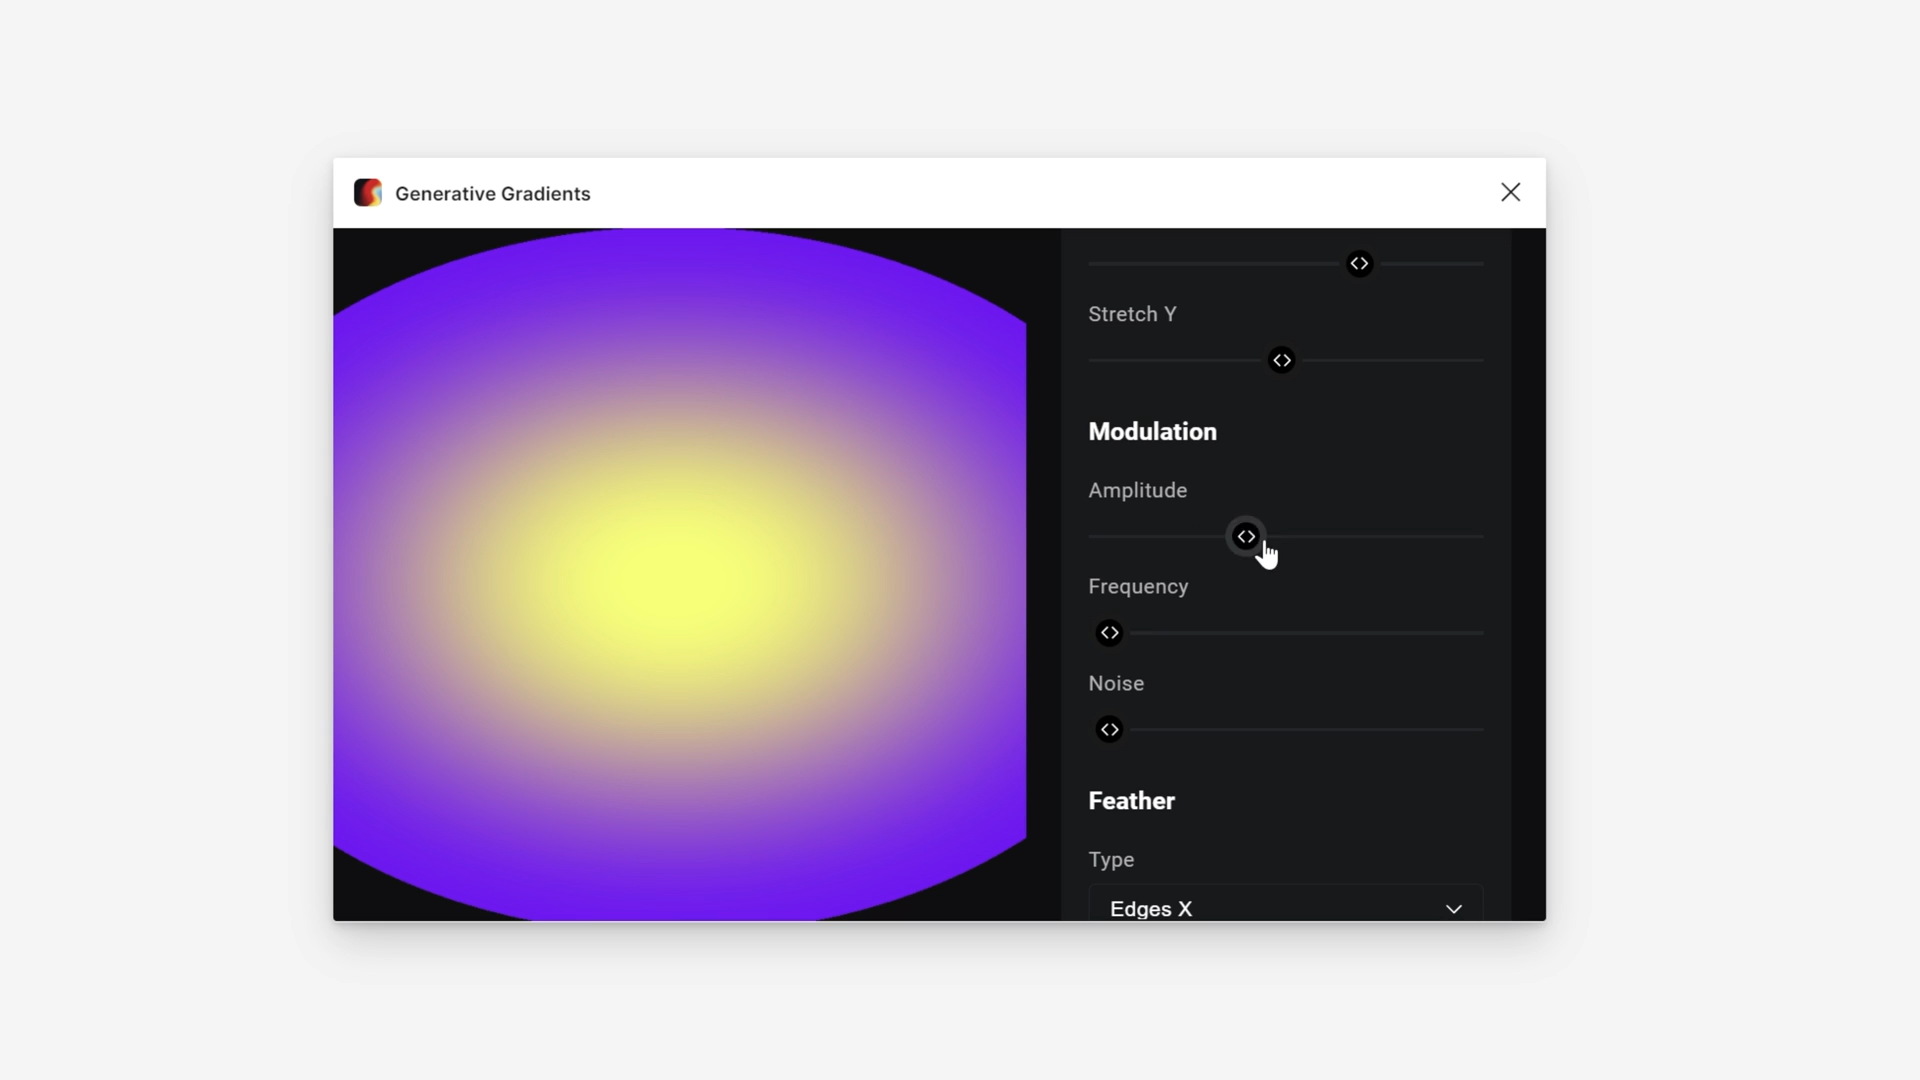 Generative Gradients
Stretch Y
Modulation
Amplitude
Frequency
Noise
Feather
Type
Edges X